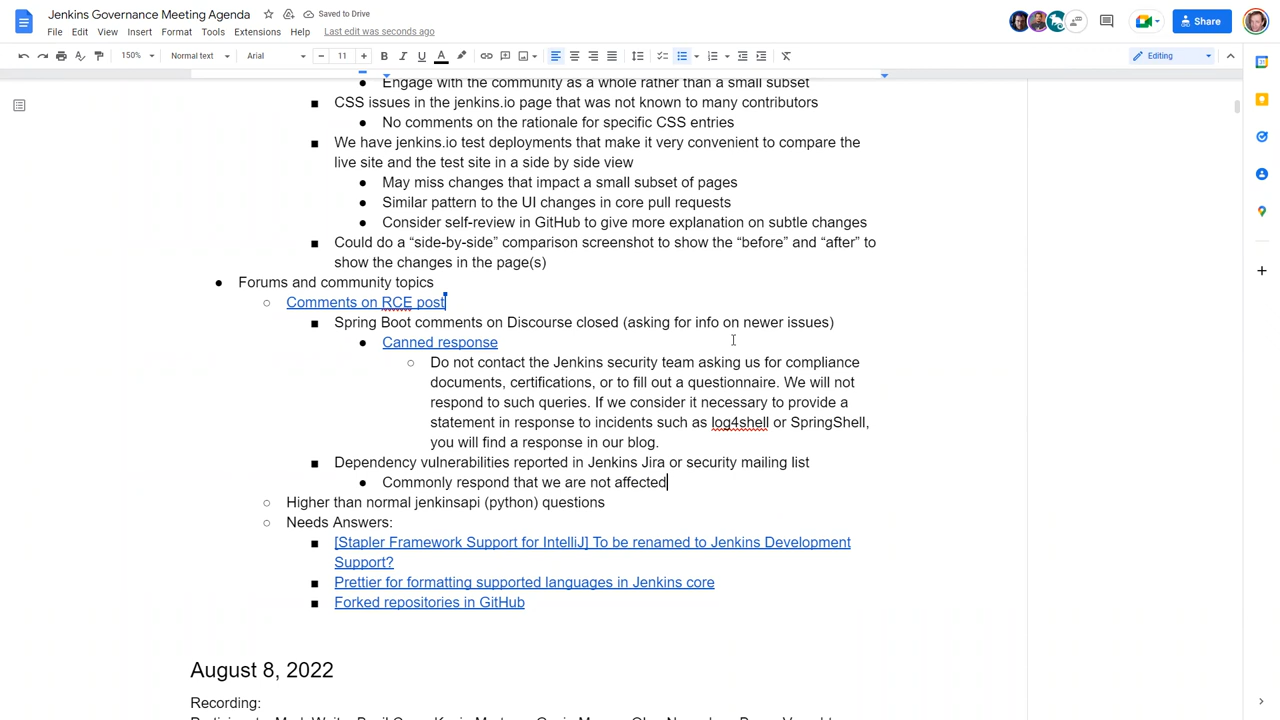 Jenkins Governance Meeting Agenda
Saved to Drive
Share
File Edit View Insert Format Tools Extensions Help Last edit was seconds ago
150% Normal text Arial 11 Editing
Engage with the community as a whole rather than a small subset
■ CSS issues in the jenkins.io page that was not known to many contributors
● No comments on the rationale for specific CSS entries
■ We have jenkins.io test deployments that make it very convenient to compare the
live site and the test site in a side by side view
● May miss changes that impact a small subset of pages
● Similar pattern to the UI changes in core pull requests
● Consider self-review in GitHub to give more explanation on subtle changes
■ Could do a “side-by-side” comparison screenshot to show the “before” and “after” to
show the changes in the page(s)
● Forums and community topics
○ Comments on RCE post
■ Spring Boot comments on Discourse closed (asking for info on newer issues)
● Canned response
○ Do not contact the Jenkins security team asking us for compliance
documents, certifications, or to fill out a questionnaire. We will not
respond to such queries. If we consider it necessary to provide a
statement in response to incidents such as log4shell or SpringShell,
you will find a response in our blog.
■ Dependency vulnerabilities reported in Jenkins Jira or security mailing list
● Commonly respond that we are not affected
○ Higher than normal jenkinsapi (python) questions
○ Needs Answers:
■ [Stapler Framework Support for IntelliJ] To be renamed to Jenkins Development
Support?
■ Prettier for formatting supported languages in Jenkins core
■ Forked repositories in GitHub
August 8, 2022
Recording: